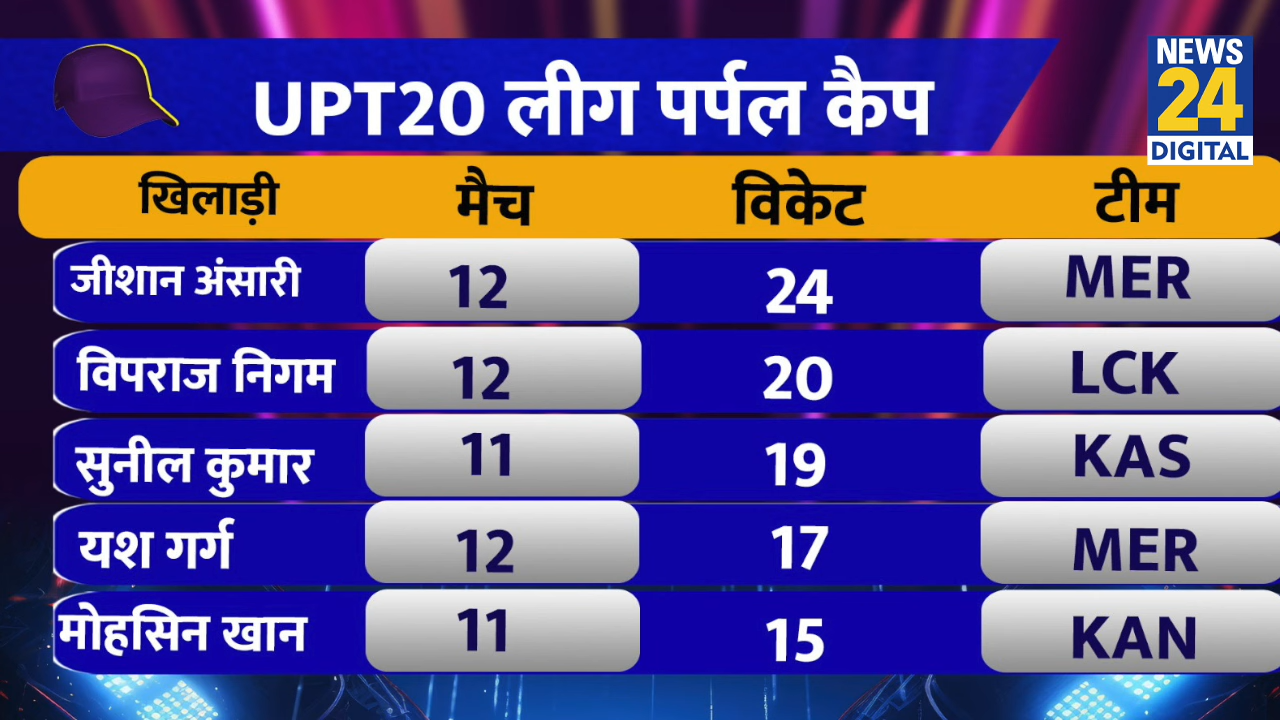 UPT20 लीग पर्पल कैप
NEWS
24
DIGITAL
खिलाड़ी मैच विकेट टीम
जीशान अंसारी 12 24 MER
विपराज निगम 12 20 LCK
सुनील कुमार 11 19 KAS
यश गर्ग 12 17 MER
मोहसिन खान 11 15 KAN